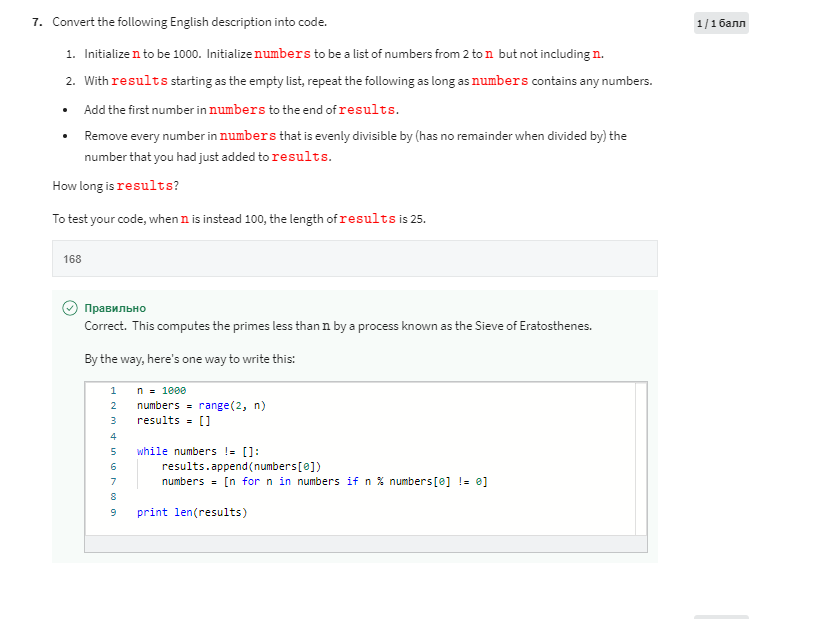 7. Convert the following English description into code.
1 / 1 балл
1. Initialize n to be 1000. Initialize numbers to be a list of numbers from 2 to n but not including n.
2. With results starting as the empty list, repeat the following as long as numbers contains any numbers.
• Add the first number in numbers to the end of results.
• Remove every number in numbers that is evenly divisible by (has no remainder when divided by) the
number that you had just added to results.
How long is results?
To test your code, when n is instead 100, the length of results is 25.
168
Правильно
Correct. This computes the primes less than n by a process known as the Sieve of Eratosthenes.
By the way, here's one way to write this:
1 n = 1000
2 numbers = range(2, n)
3 results = []
4
5 while numbers != []:
6 results.append(numbers[0])
7 numbers = [n for n in numbers if n % numbers[0] != 0]
8
9 print len(results)